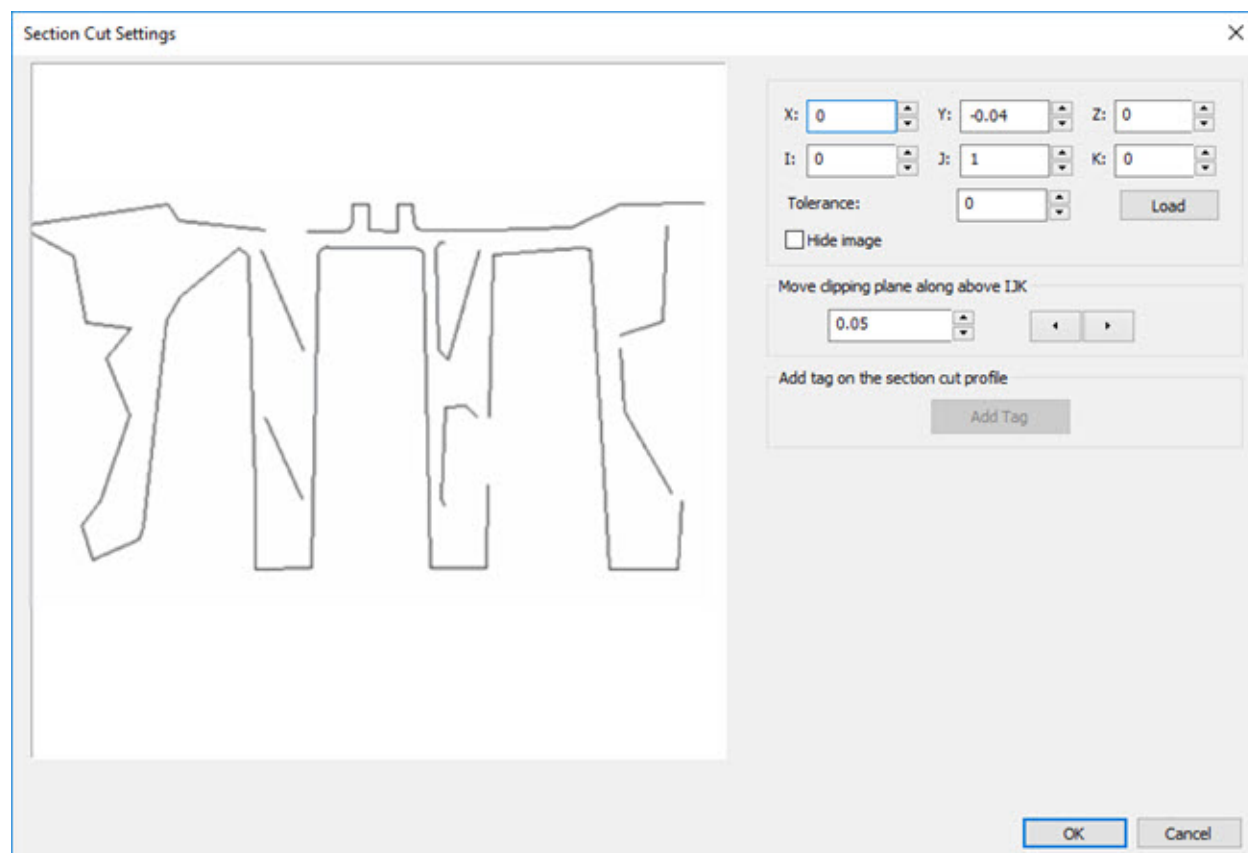 Section Cut Settings
X: 0 Y: -0.04 Z: 0
I: 0 J: 1 K: 0
Tolerance: 0 Load
Hide image
Move clipping plane along above IJK
0.05
Add tag on the section cut profile
Add Tag
OK Cancel